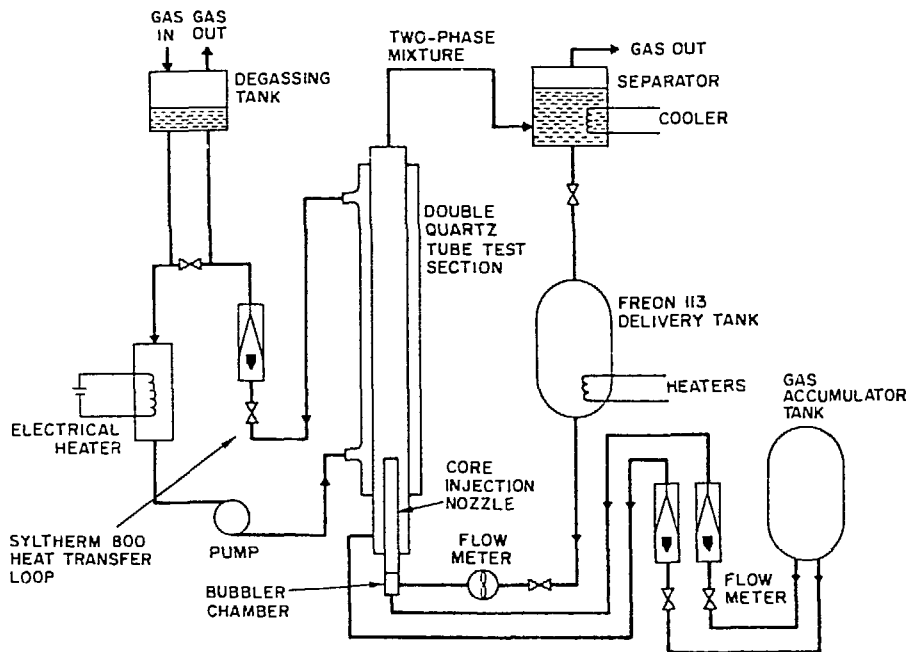 GAS GAS
IN OUT
DEGASSING
TANK
TWO-PHASE
MIXTURE
GAS OUT
SEPARATOR
COOLER
DOUBLE
QUARTZ
TUBE TEST
SECTION
FREON 113
DELIVERY TANK
HEATERS
GAS
ACCUMULATOR
TANK
ELECTRICAL
HEATER
CORE
INJECTION
NOZZLE
SYLTHERM 800
HEAT TRANSFER
LOOP
PUMP
FLOW
METER
BUBBLER
CHAMBER
FLOW
METER